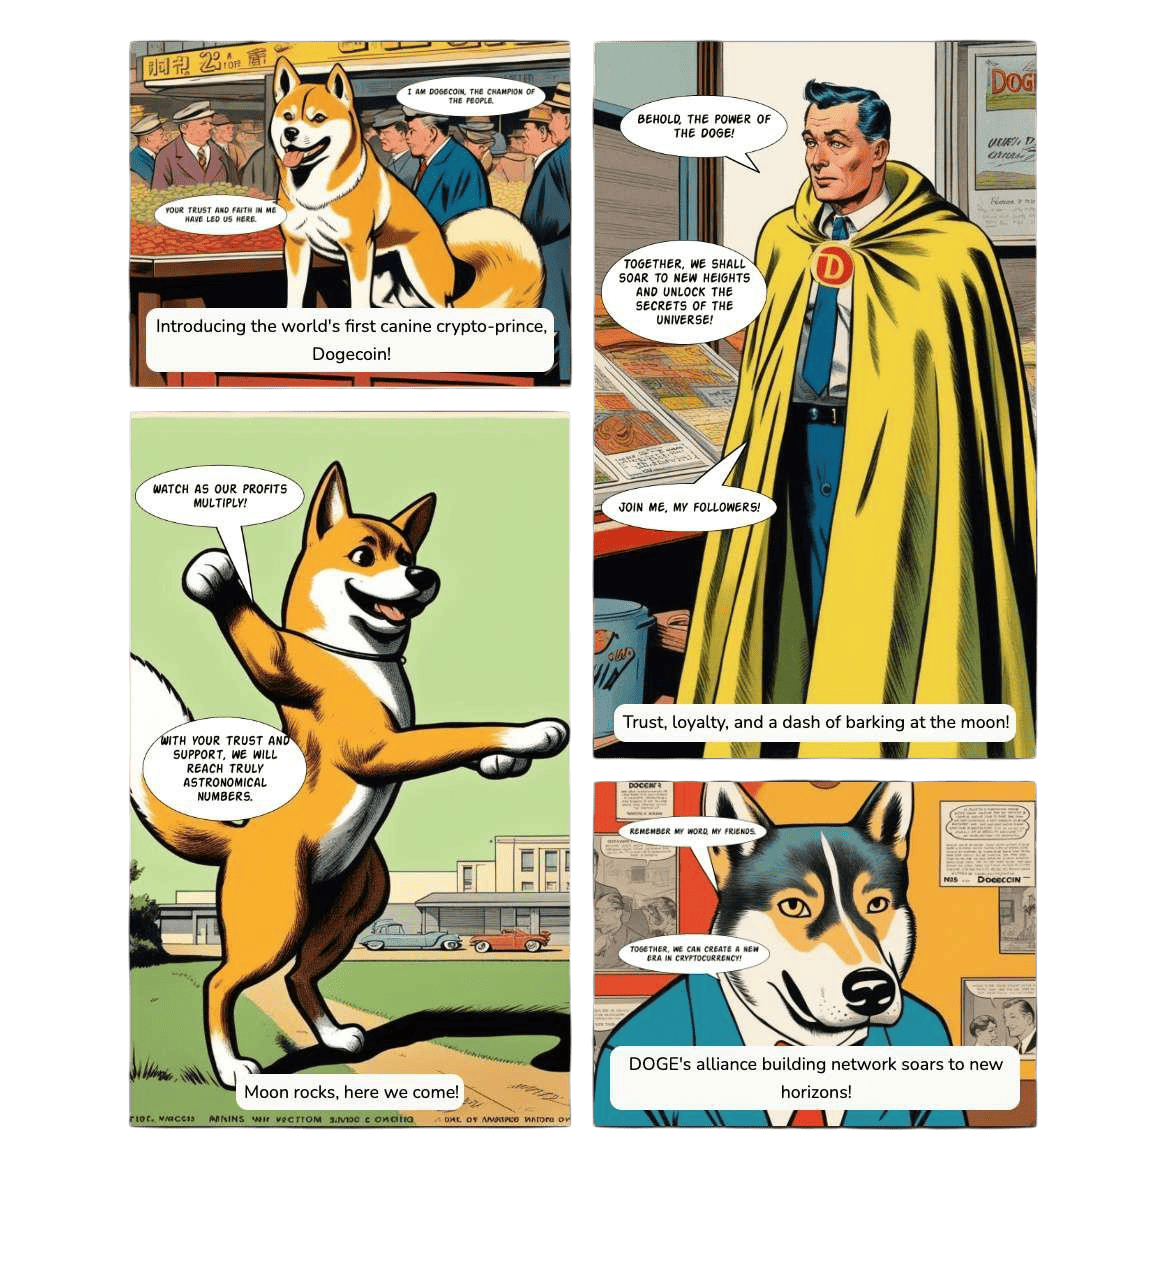 I AM DOGECOIN, THE CHAMPION OF
THE PEOPLE.
YOUR TRUST AND FAITH IN ME
HAVE LED US HERE.
Introducing the world's first canine crypto-prince,
Dogecoin!
DOG
BEHOLD, THE POWER OF
THE DOGE!
D
TOGETHER, WE SHALL
SOAR TO NEW HEIGHTS
AND UNLOCK THE
SECRETS OF THE
UNIVERSE!
JOIN ME, MY FOLLOWERS!
Trust, loyalty, and a dash of barking at the moon!
WATCH AS OUR PROFITS
MULTIPLY!
WITH YOUR TRUST AND
SUPPORT, WE WILL
REACH TRULY
ASTRONOMICAL
NUMBERS.
Moon rocks, here we come!
REMEMBER MY WORD, MY FRIENDS.
DOGECOIN
TOGETHER, WE CAN CREATE A NEW
ERA IN CRYPTOCURRENCY!
DOGE's alliance building network soars to new
horizons!